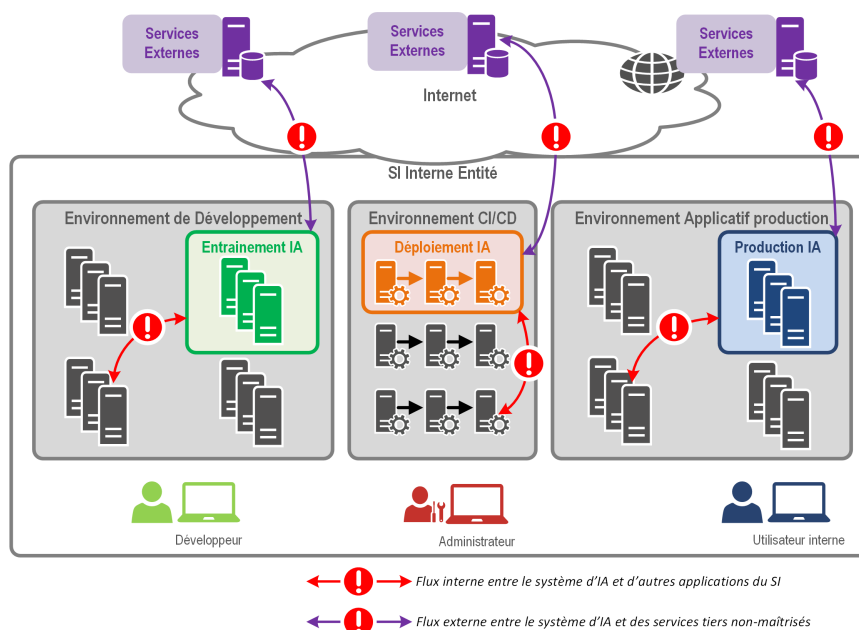 Services
Externes
Services
Externes
Services
Externes
Internet
SI Interne Entité
Environnement de Développement
Entrainement IA
Environnement CI/CD
Déploiement IA
Environnement Applicatif production
Production IA
Développeur
Administrateur
Utilisateur interne
Flux interne entre le système d'IA et d'autres applications du SI
Flux externe entre le système d'IA et des services tiers non-maîtrisés